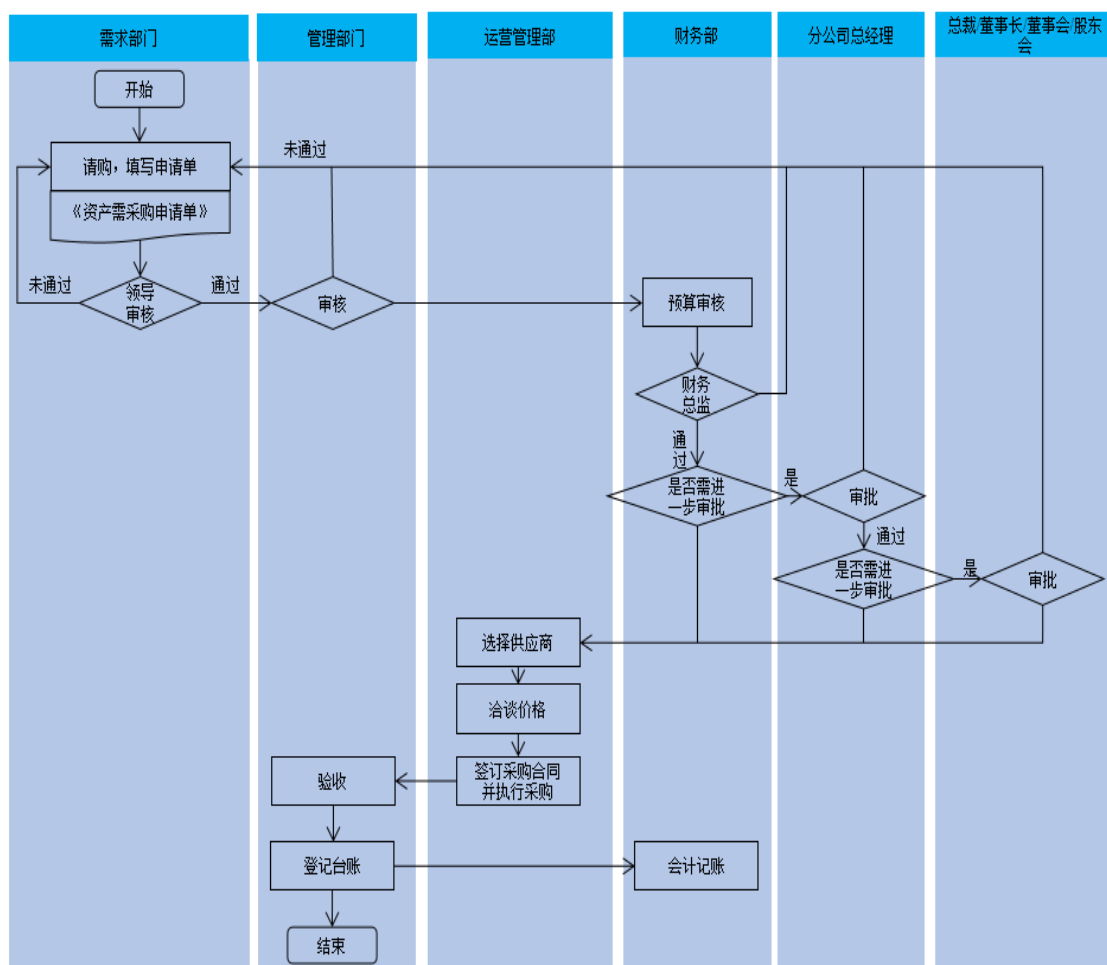 需求部门
管理部门
运营管理部
财务部
分公司总经理
总裁/董事长/董事会/股东
会
开始
请购，填写申请单
未通过
《资产需采购申请单》
未通过
领导
审核
通过
审核
预算审核
财务
总监
通
过
是否需进
一步审批
是
审批
通过
是否需进
一步审批
是
审批
选择供应商
洽谈价格
签订采购合同
并执行采购
验收
登记台账
会计记账
结束